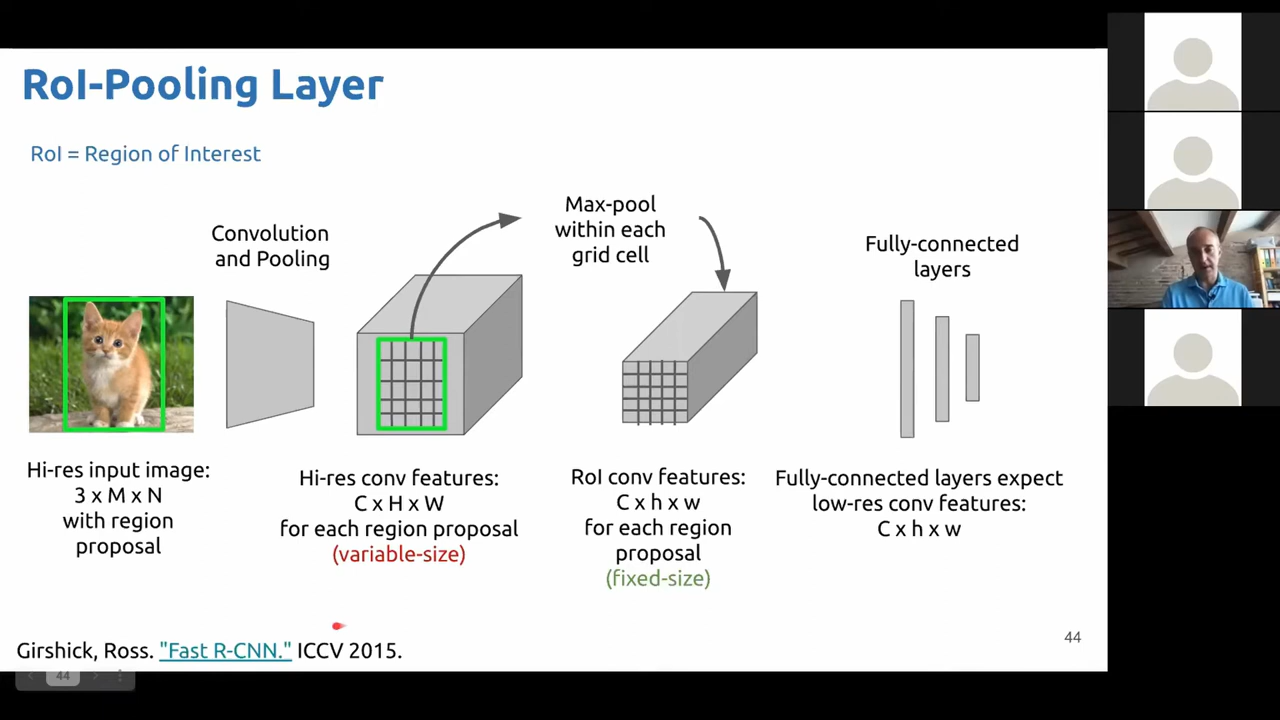 RoI-Pooling Layer
RoI = Region of Interest
Convolution
and Pooling
Max-pool
within each
grid cell
Fully-connected
layers
Hi-res input image:
3 x M x N
with region
proposal
Hi-res conv features:
C x H x W
for each region proposal
(variable-size)
RoI conv features:
C x h x w
for each region
proposal
(fixed-size)
Fully-connected layers expect
low-res conv features:
C x h x w
Girshick, Ross. "Fast R-CNN." ICCV 2015.
44
44